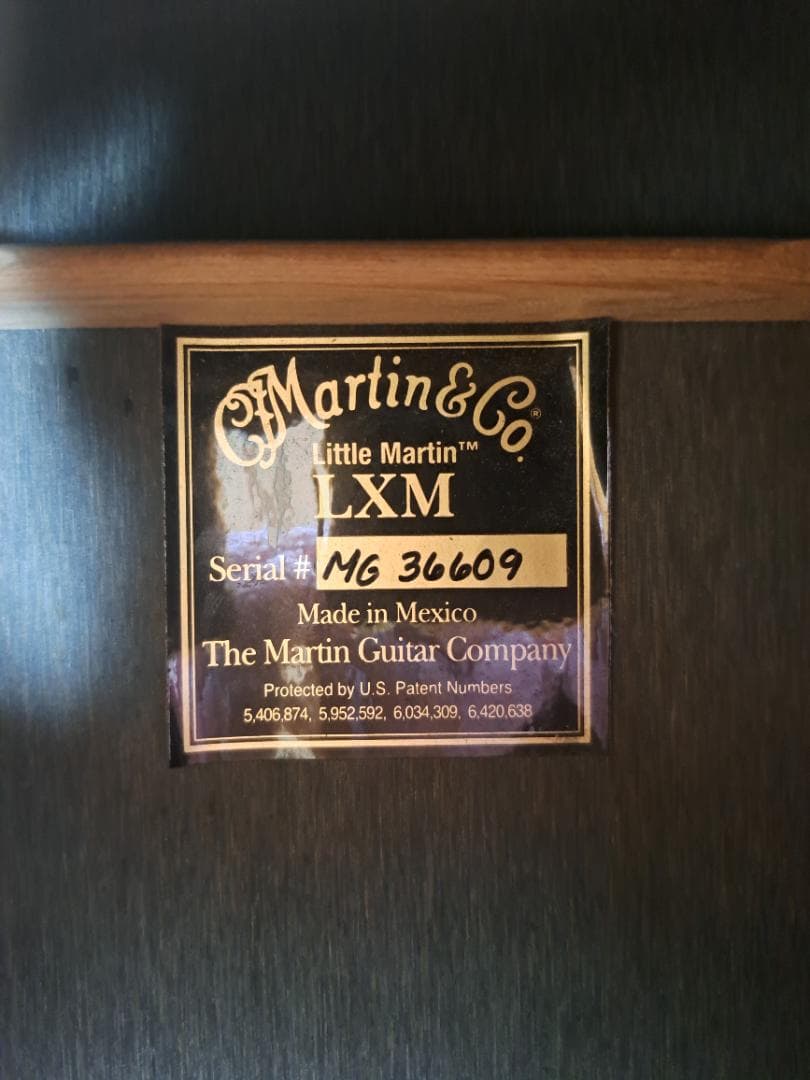 CFMartin & Co.®
Little Martin™
LXM
Serial # MG 36609
Made in Mexico
The Martin Guitar Company
Protected by U.S. Patent Numbers
5,406,874, 5,952,592, 6,034,309, 6,420,638